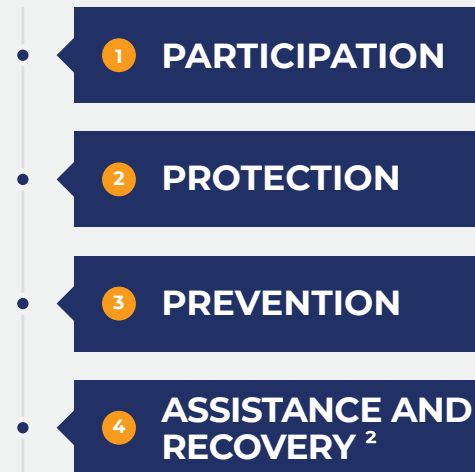 1 PARTICIPATION
2 PROTECTION
3 PREVENTION
4 ASSISTANCE AND
RECOVERY ²